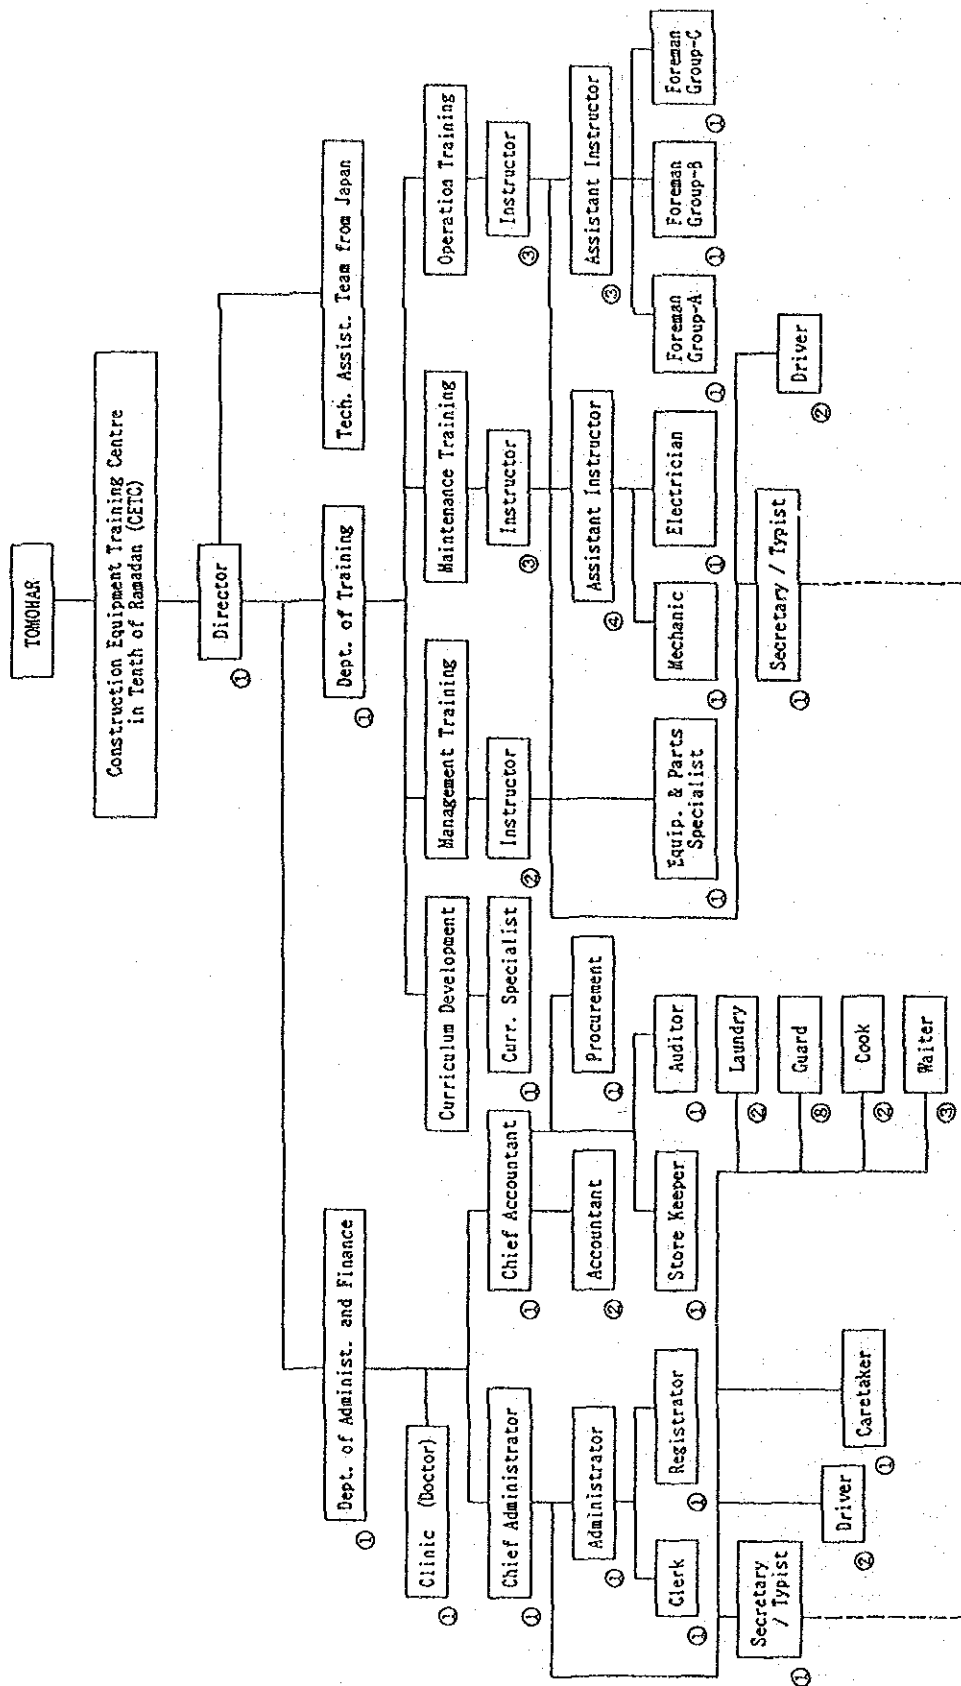 TOMOHAR
Construction Equipment Training Centre
in Tenth of Ramadan (CETC)
Director
①
Dept. of Administ. and Finance
①
Dept. of Training
①
Tech. Assist. Team from Japan
Clinic (Doctor)
①
Curriculum Development
Management Training
Maintenance Training
Operation Training
Chief Administrator
①
Chief Accountant
①
Curr. Specialist
①
Instructor
②
Instructor
③
Instructor
③
Administrator
①
Accountant
②
Procurement
①
Assistant Instructor
④
Assistant Instructor
③
Clerk
①
Registrator
①
Store Keeper
①
Auditor
①
Equip. & Parts
Specialist
①
Mechanic
①
Electrician
①
Foreman
Group-A
①
Foreman
Group-B
①
Foreman
Group-C
①
Secretary
/ Typist
①
Driver
②
Caretaker
①
Laundry
②
Guard
⑧
Cook
②
Waiter
③
Secretary / Typist
①
Driver
②